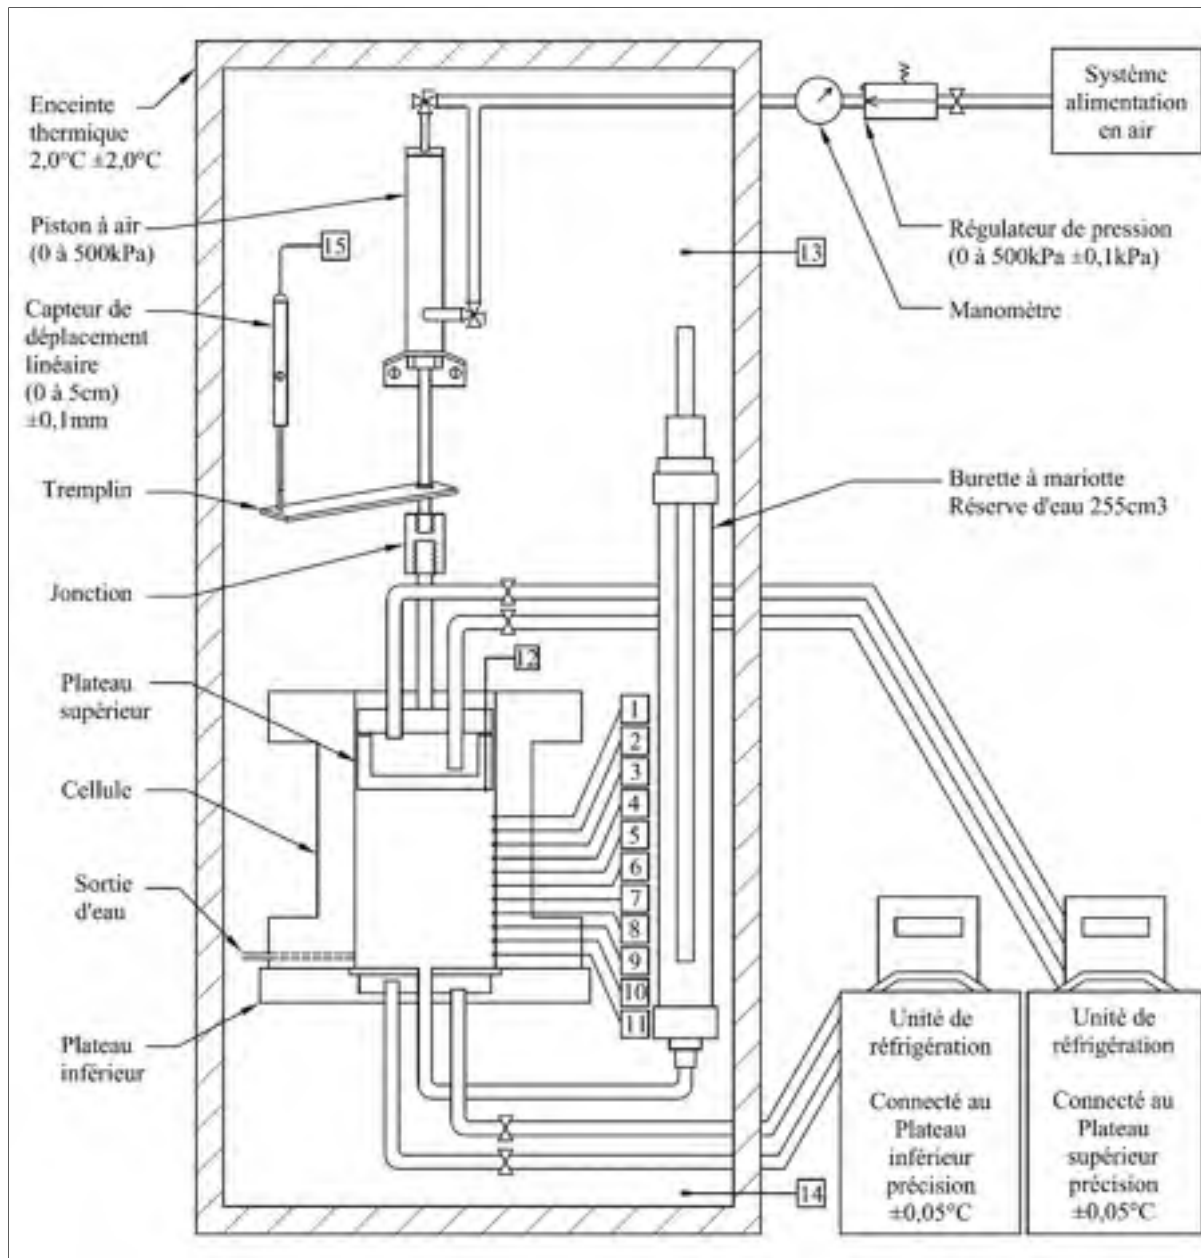 Enceinte
thermique
2,0°C ±2,0°C
Piston à air
(0 à 500kPa)
Capteur de
déplacement
linéaire
(0 à 5cm)
±0,1mm
Tremplin
Jonction
Plateau
supérieur
Cellule
Sortie
d'eau
Plateau
inférieur
15
12
1
2
3
4
5
6
7
8
9
10
11
13
14
Système
alimentation
en air
Régulateur de pression
(0 à 500kPa ±0,1kPa)
Manomètre
Burette à mariotte
Réserve d'eau 255cm3
Unité de
réfrigération
Connecté au
Plateau
inférieur
précision
±0,05°C
Unité de
réfrigération
Connecté au
Plateau
supérieur
précision
±0,05°C